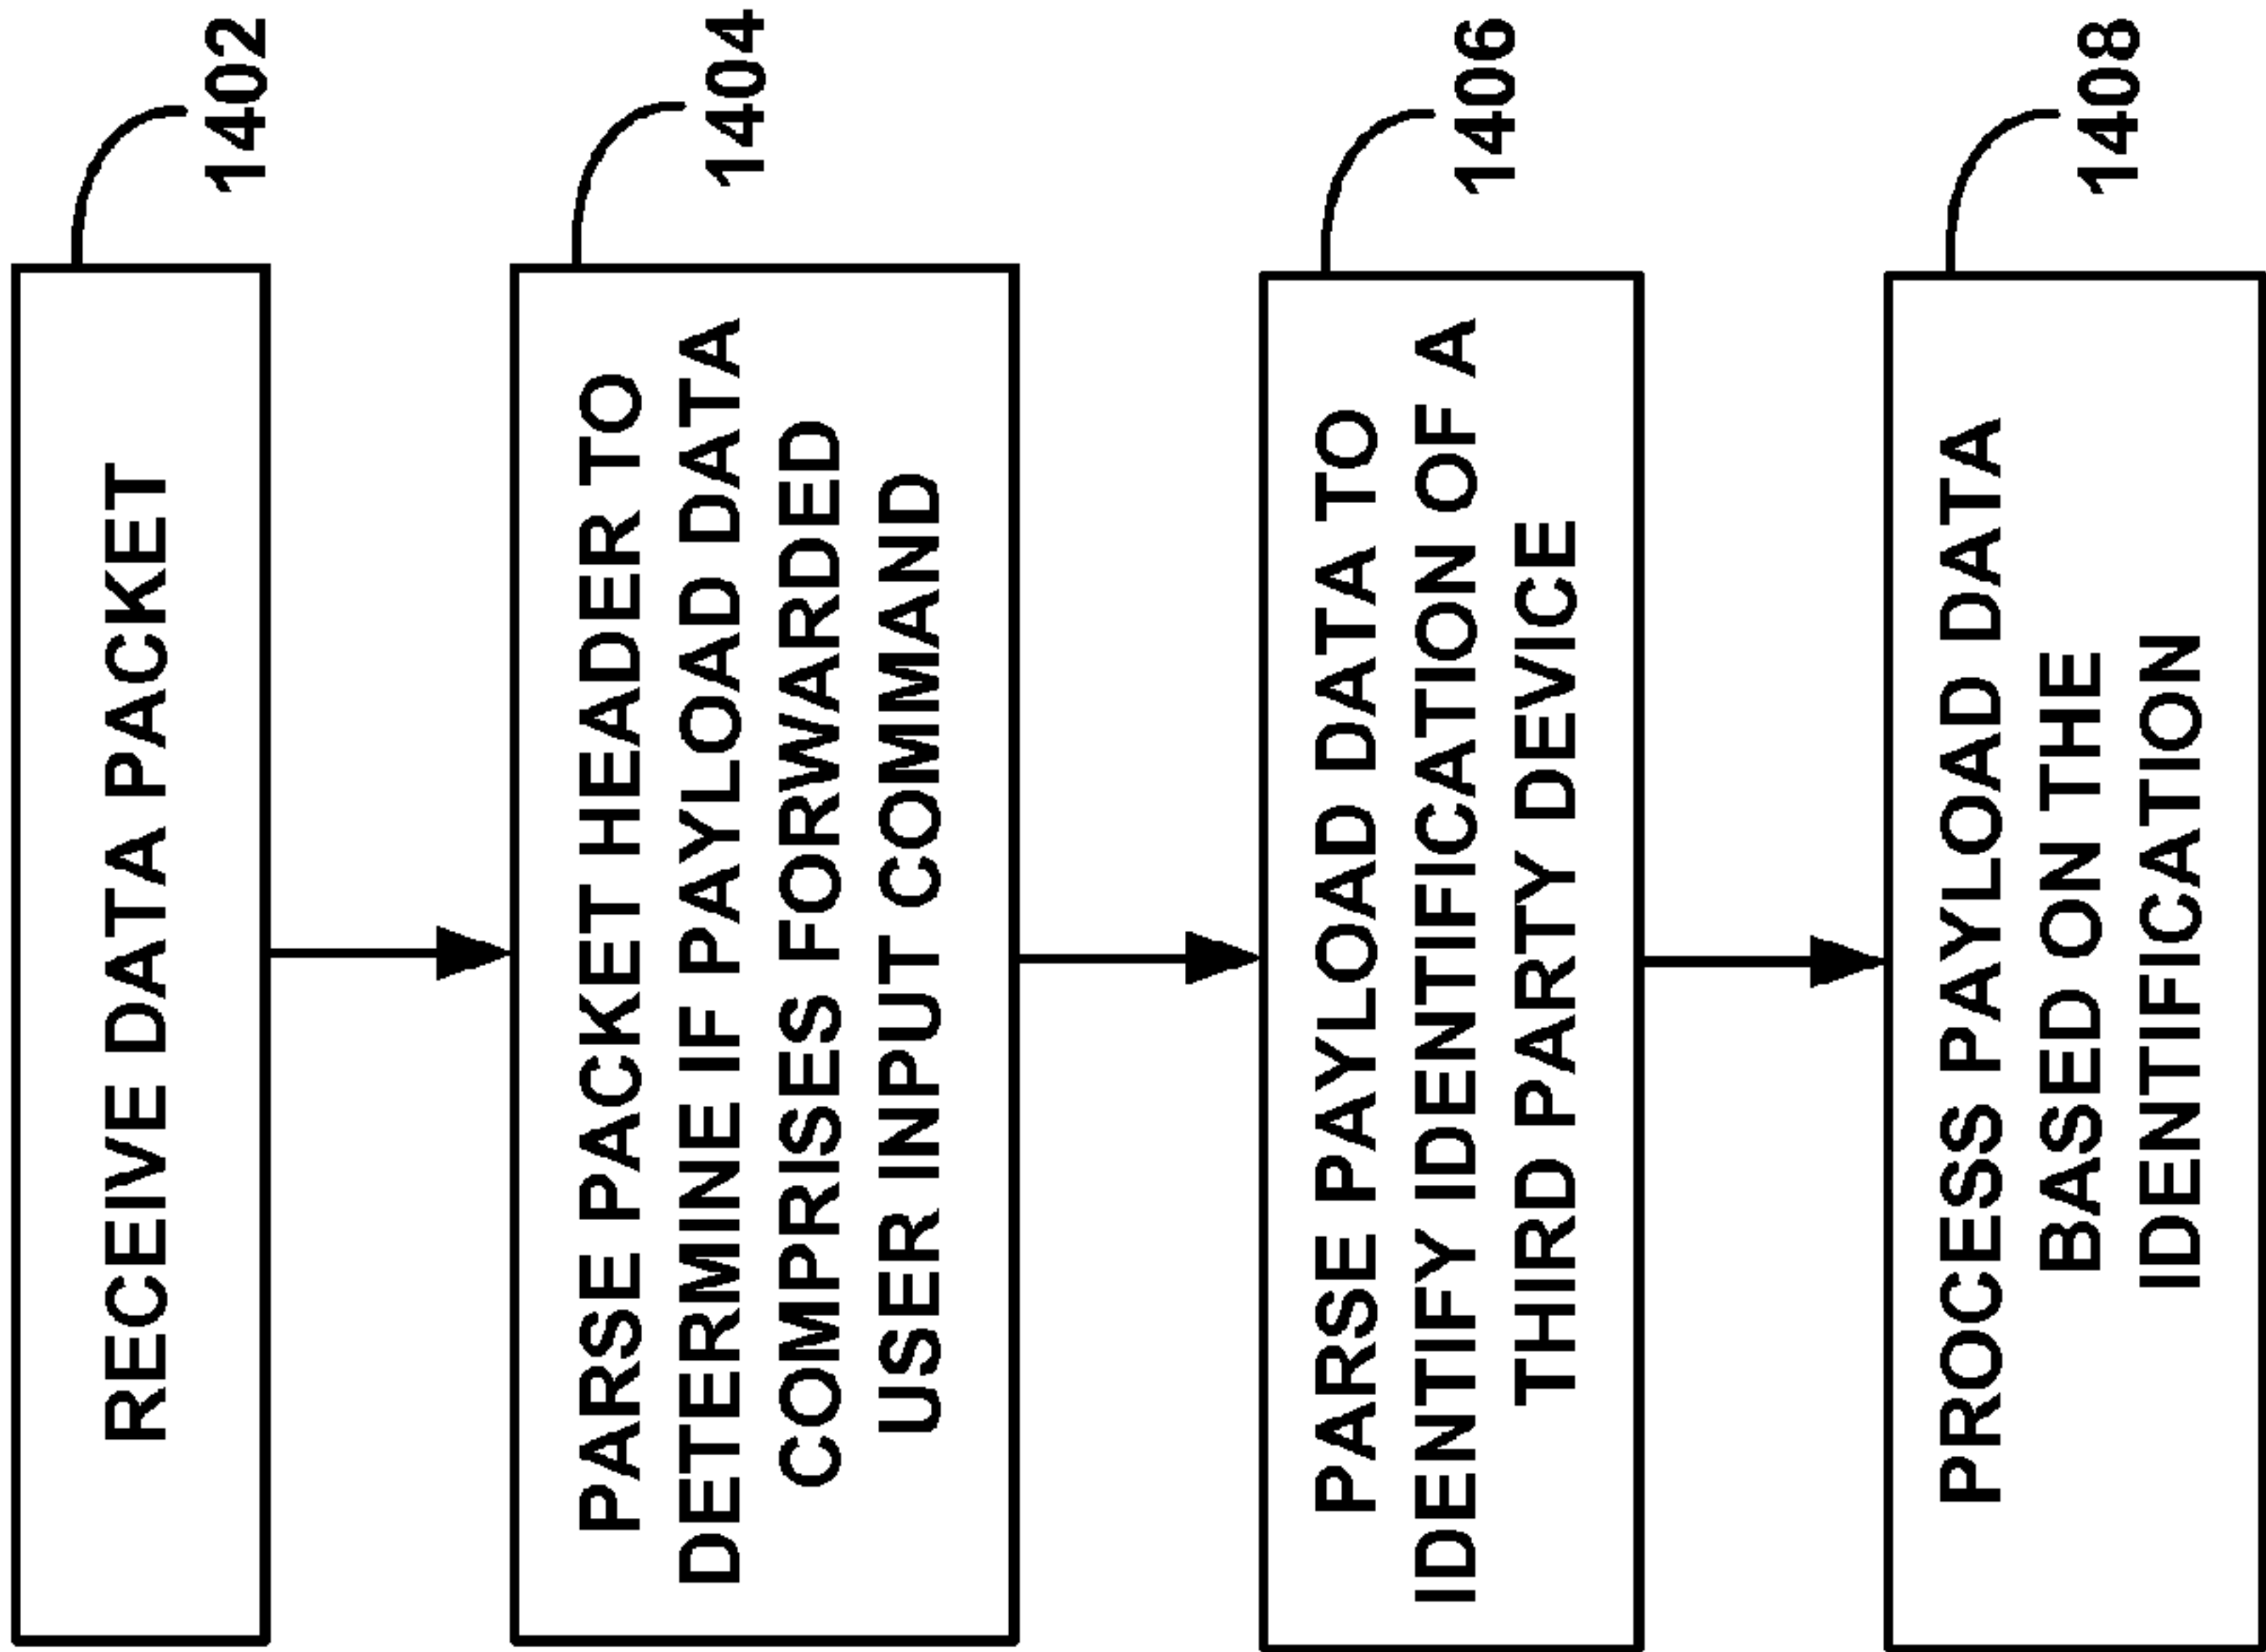 RECEIVE DATA PACKET
1402
PARSE PACKET HEADER TO
DETERMINE IF PAYLOAD DATA
COMPRISES FORWARDED
USER INPUT COMMAND
1404
PARSE PAYLOAD DATA TO
IDENTIFY IDENTIFICATION OF A
THIRD PARTY DEVICE
1406
PROCESS PAYLOAD DATA
BASED ON THE
IDENTIFICATION
1408